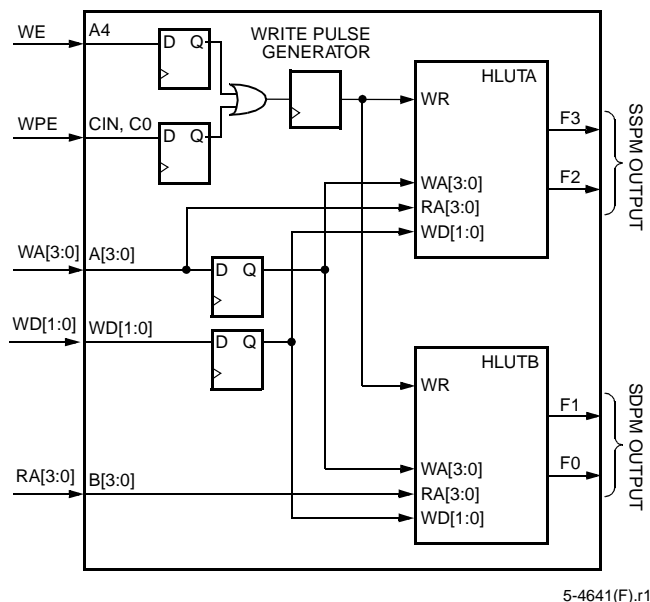 WE
A4
D Q
WRITE PULSE
GENERATOR
HLUTA
WR
F3
WPE
CIN, C0
D Q
F2
SSPM OUTPUT
WA[3:0]
RA[3:0]
WD[1:0]
WA[3:0]
A[3:0]
D Q
WD[1:0]
WD[1:0]
D Q
HLUTB
WR
F1
SDPM OUTPUT
F0
WA[3:0]
RA[3:0]
B[3:0]
RA[3:0]
WD[1:0]
5-4641(F).r1